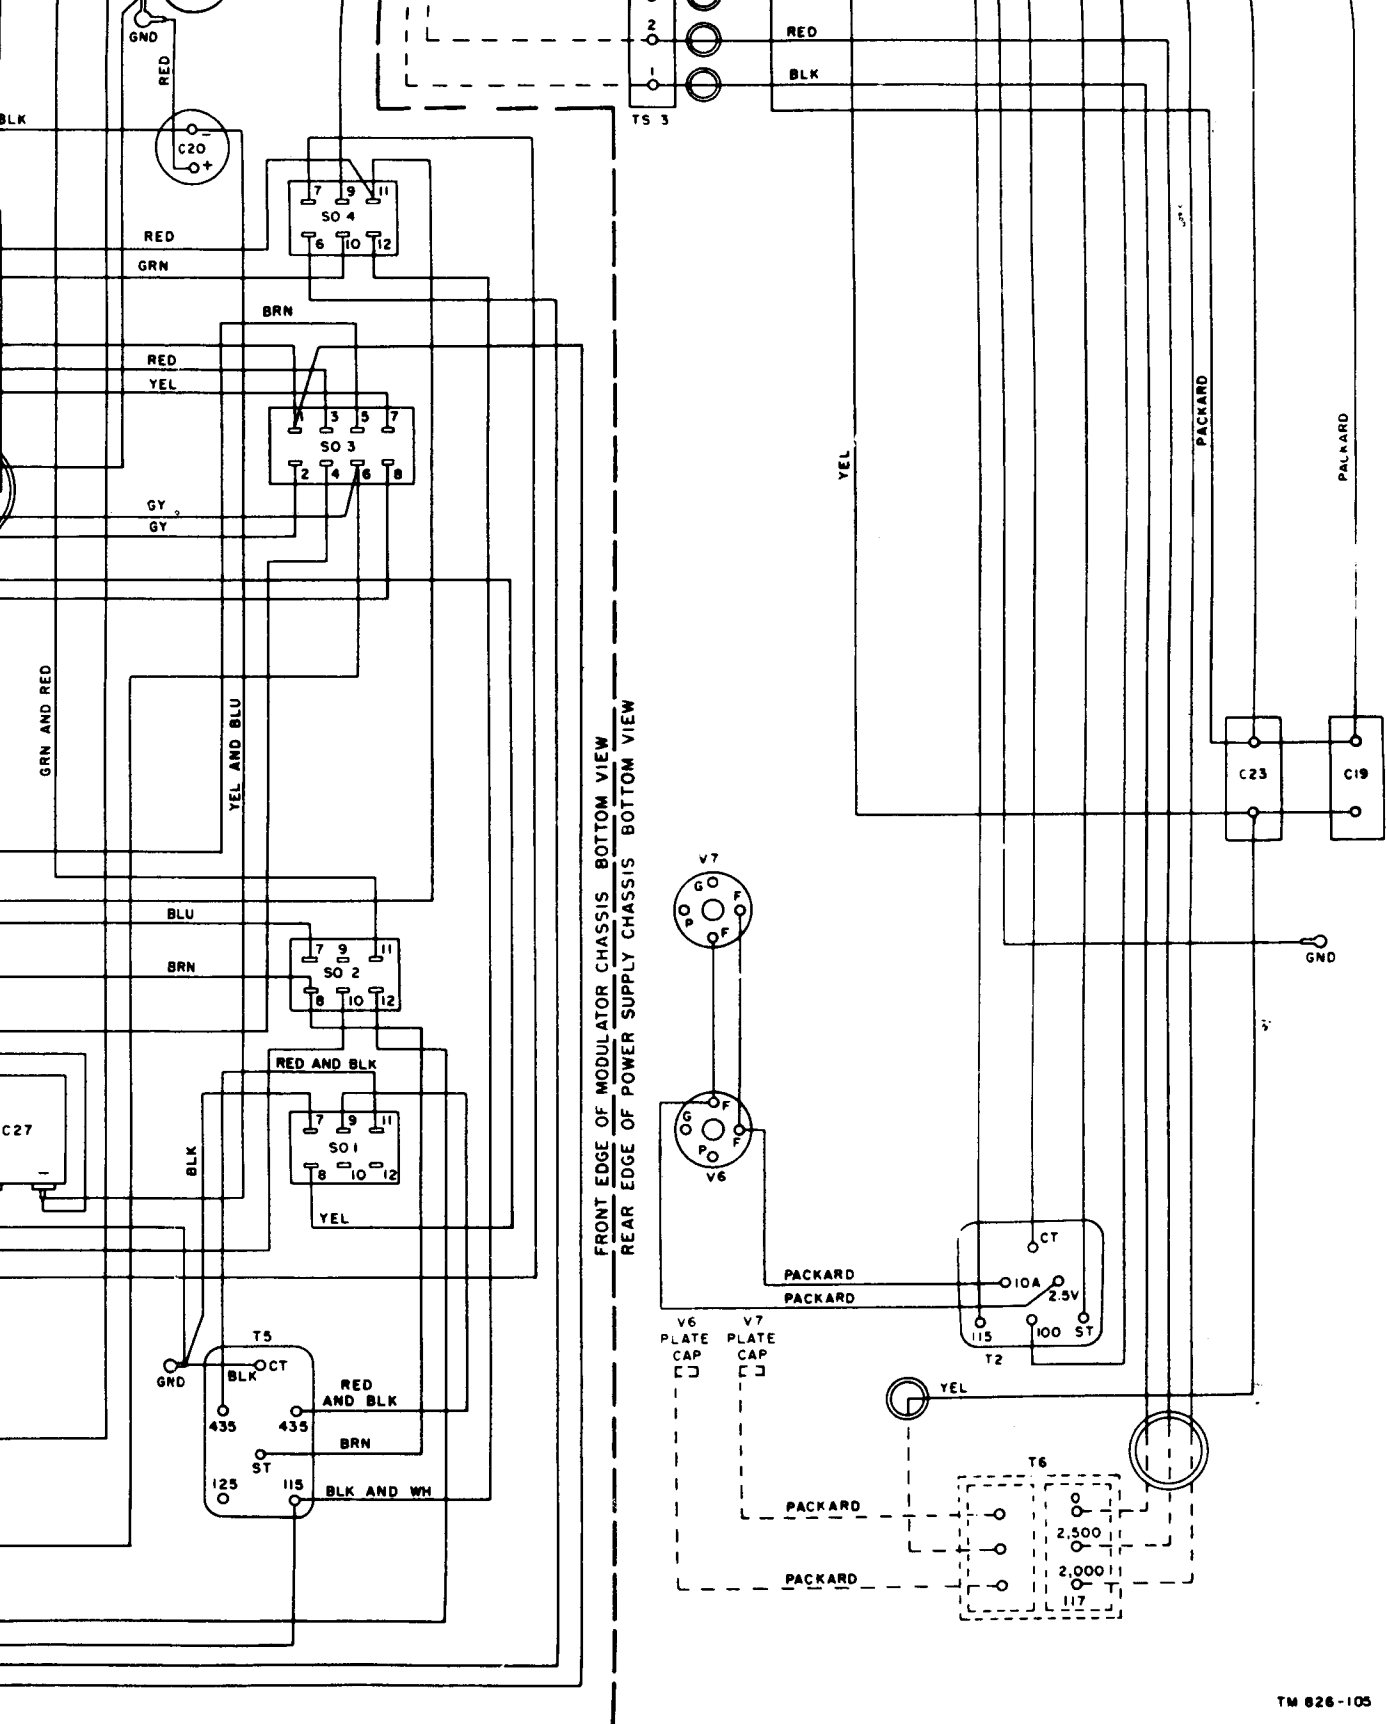 GND
RED
2
RED
1
BLK
TS 3
BLK
C20
-
+
7 9 11
SO 4
6 10 12
RED
GRN
BRN
RED
YEL
1 3 5 7
SO 3
2 4 6 8
GY
GY
GRN AND RED
YEL AND BLU
YEL
PACKARD
PACKARD
C23
C19
FRONT EDGE OF MODULATOR CHASSIS BOTTOM VIEW
REAR EDGE OF POWER SUPPLY CHASSIS BOTTOM VIEW
V7
G
F
P
F
BLU
7 9 11
SO 2
BRN
8 10 12
GND
RED AND BLK
7 9 11
SO 1
8 10 12
BLK
YEL
C27
-
F
G
P
F
V6
CT
10A
2.5V
115
100
ST
T2
PACKARD
PACKARD
V6
PLATE
CAP
V7
PLATE
CAP
T5
GND
BLK
CT
RED
AND BLK
435
435
BRN
ST
125
115
BLK AND WH
YEL
T6
PACKARD
0
2,500
PACKARD
2,000
117
TM 826-105